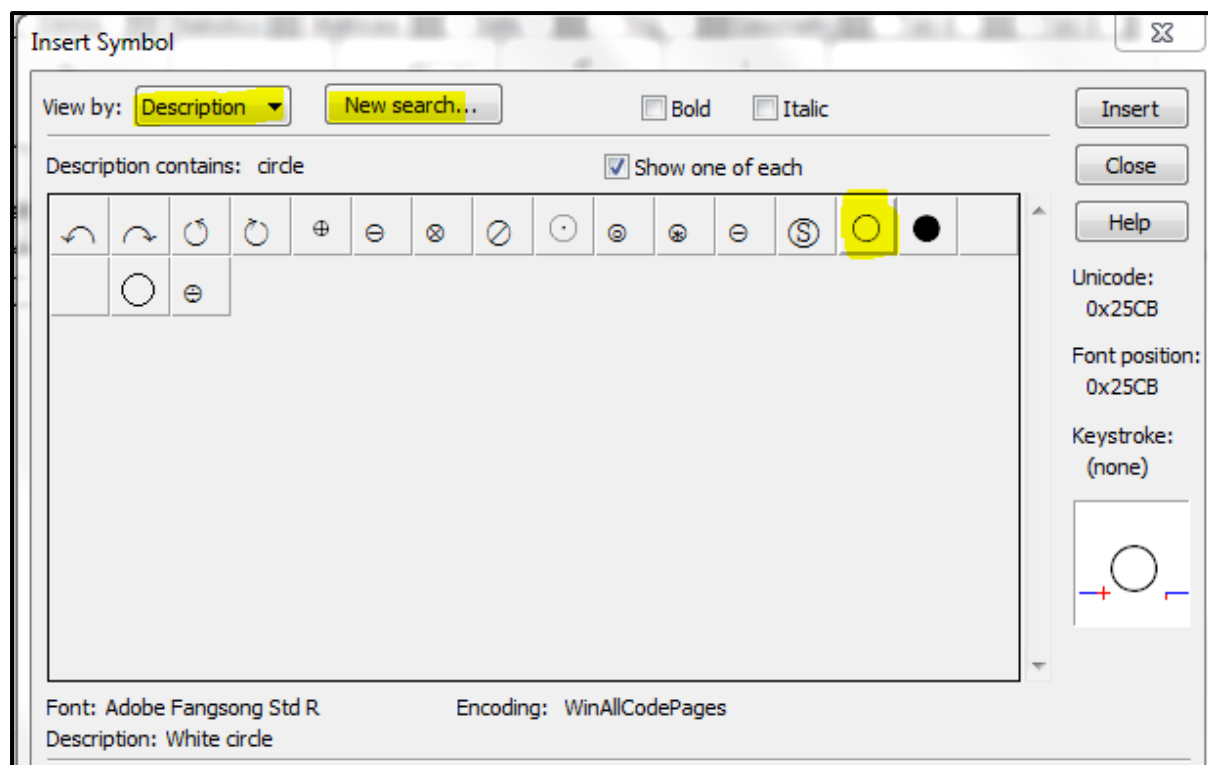 Insert Symbol
View by: Description New search... Bold Italic Insert
Description contains: circle Show one of each Close
Help
Unicode:
0x25CB
Font position:
0x25CB
Keystroke:
(none)
Font: Adobe Fangsong Std R Encoding: WinAllCodePages
Description: White circle